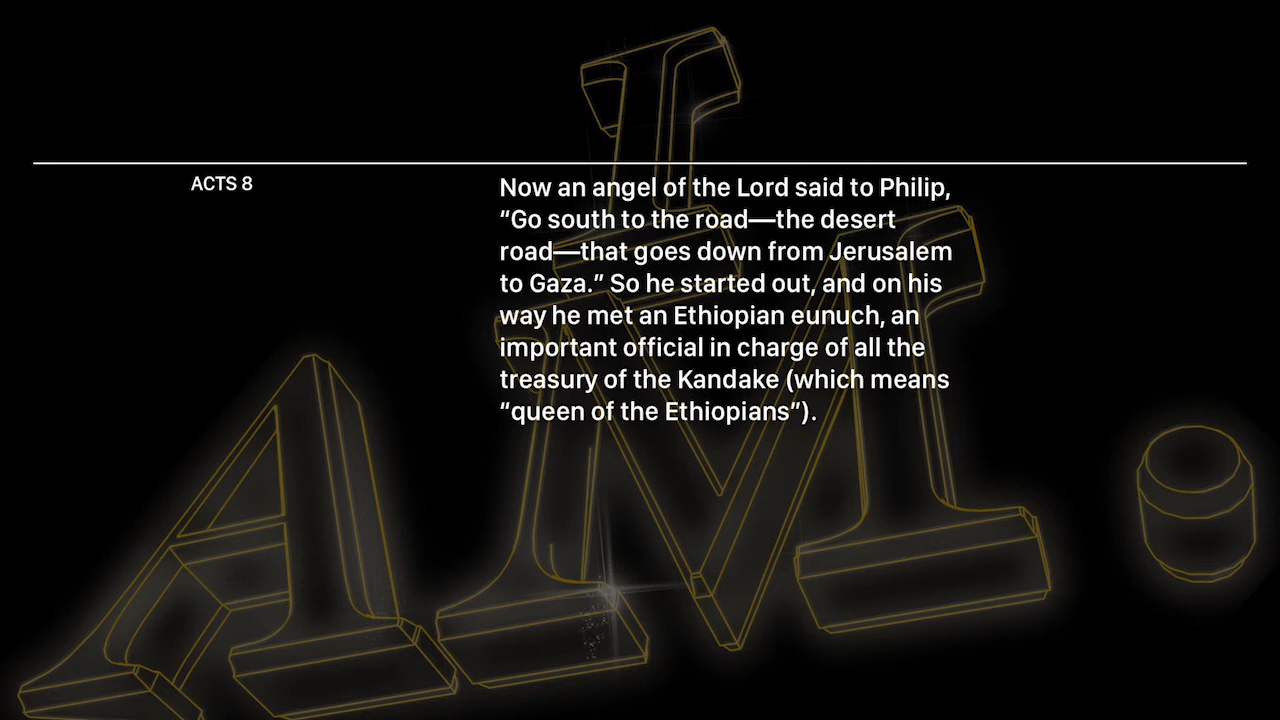 I
AM.
ACTS 8
Now an angel of the Lord said to Philip,
“Go south to the road—the desert
road—that goes down from Jerusalem
to Gaza.” So he started out, and on his
way he met an Ethiopian eunuch, an
important official in charge of all the
treasury of the Kandake (which means
“queen of the Ethiopians”).